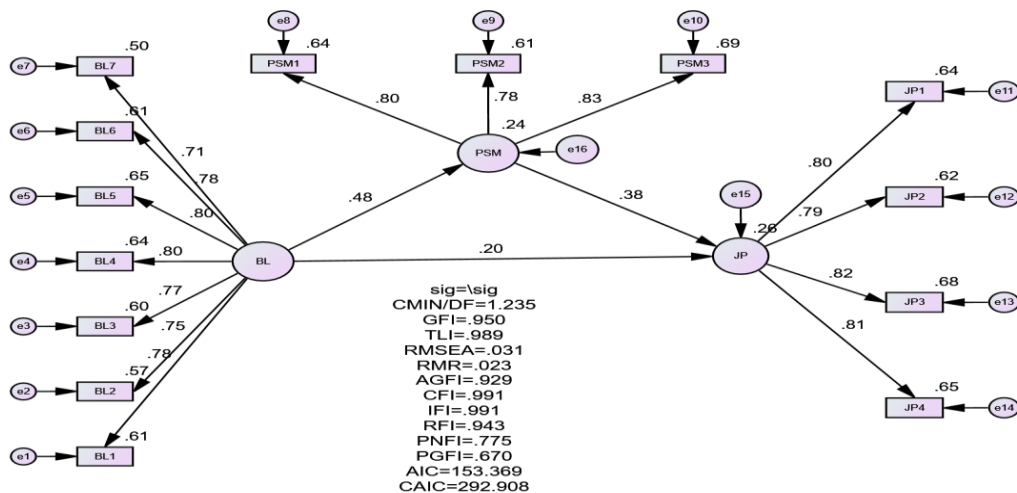 e8
e9
e10
.50
.64
.61
.69
e7
BL7
PSM1
PSM2
PSM3
.64
.61
JP1
e11
e6
BL6
.80
.78
.83
.71
.24
.65
.78
PSM
e16
.80
.62
e5
BL5
.80
.48
.38
e15
JP2
e12
.64
.79
.26
e4
BL4
.80
BL
.20
JP
.77
.82
.68
.60
sig=\sig
JP3
e13
e3
BL3
.75
CMIN/DF=1.235
.81
GFI=.950
.78
TLI=.989
.57
RMSEA=.031
.65
e2
BL2
RMR=.023
JP4
e14
AGFI=.929
CFI=.991
.61
IFI=.991
e1
BL1
RFI=.943
PNFI=.775
PGFI=.670
AIC=153.369
CAIC=292.908